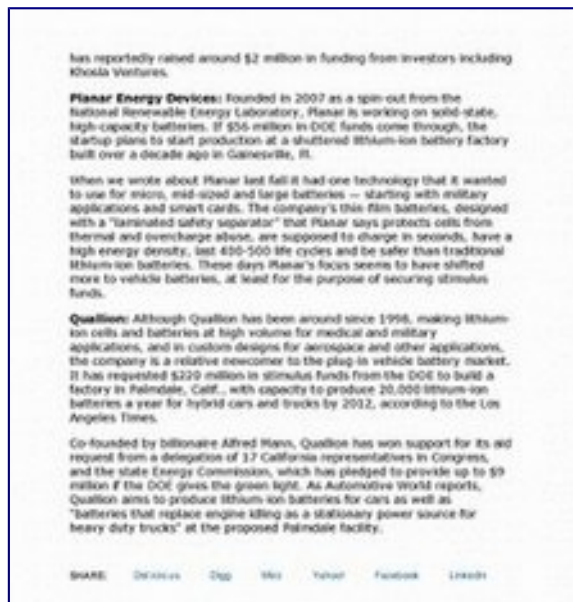 has reportedly raised around $2 million in funding from investors including
Khosla Ventures.
Planar Energy Devices: Founded in 2007 as a spin-out from the
National Renewable Energy Laboratory, Planar is working on solid-state,
high-capacity batteries. If $56 million in DOE funds come through, the
startup plans to start production at a shuttered lithium-ion battery factory
built over a decade ago in Gainesville, Fl.
When we wrote about Planar last fall it had one technology that it wanted
to use for micro, mid-sized and large batteries — starting with military
applications and smart cards. The company's thin film batteries, designed
with a "laminated safety separator" that Planar says protects cells from
thermal and overcharge abuse, are supposed to charge in seconds, have a
high energy density, last 400-500 life cycles and be safer than traditional
lithium-ion batteries. These days Planar's focus seems to have shifted
more to vehicle batteries, at least for the purpose of securing stimulus
funds.
Quallion: Although Quallion has been around since 1998, making lithium-
ion cells and batteries at high volume for medical and military
applications, and in custom designs for aerospace and other applications,
the company is a relative newcomer to the plug-in vehicle battery market.
It has requested $220 million in stimulus funds from the DOE to build a
factory in Palmdale, Calif., with capacity to produce 20,000 lithium-ion
batteries a year for hybrid cars and trucks by 2012, according to the Los
Angeles Times.
Co-founded by billionaire Alfred Mann, Quallion has won support for its aid
request from a delegation of 17 California representatives in Congress,
and the state Energy Commission, which has pledged to provide up to $9
million if the DOE gives the green light. As Automotive World reports,
Quallion aims to produce lithium-ion batteries for cars as well as
"batteries that replace engine idling as a stationary power source for
heavy duty trucks" at the proposed Palmdale facility.
SHARE: Del.icio.us Digg Mixx Yahoo! Facebook LinkedIn